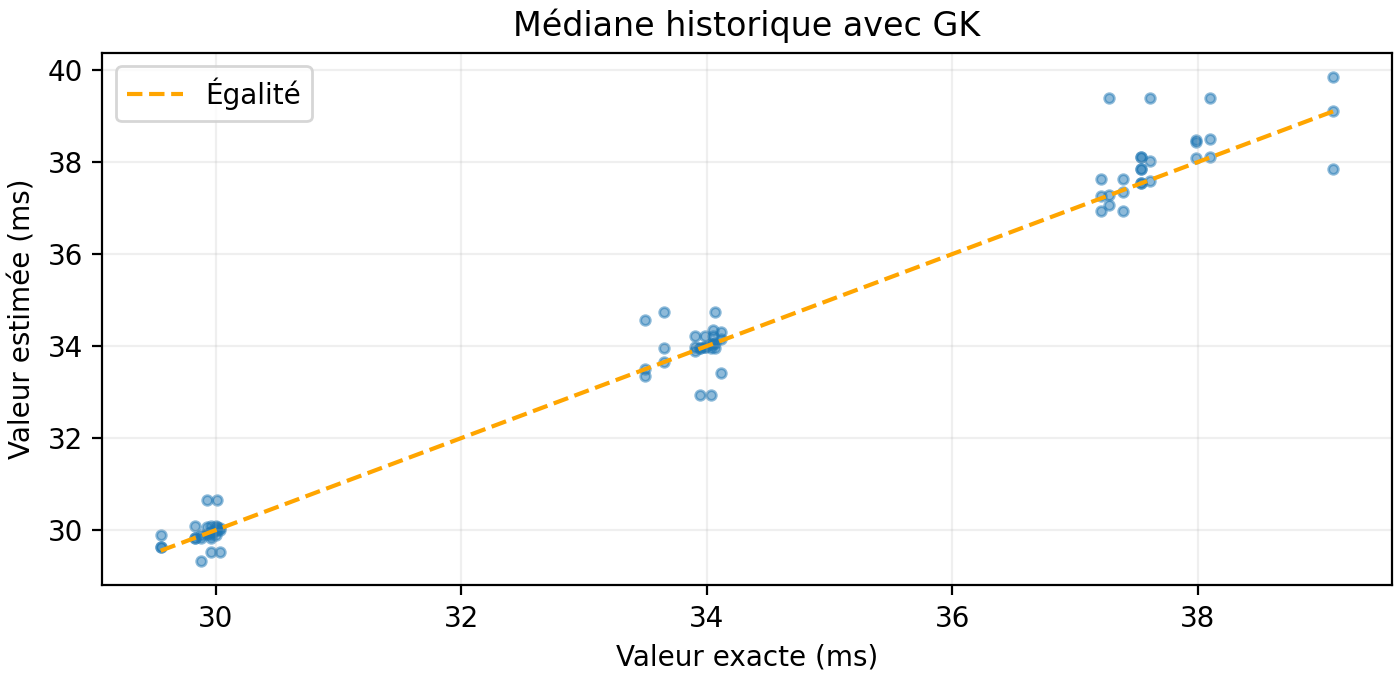 Médiane historique avec GK
Égalité
Valeur estimée (ms)
40
38
36
34
32
30
30
32
34
36
38
Valeur exacte (ms)